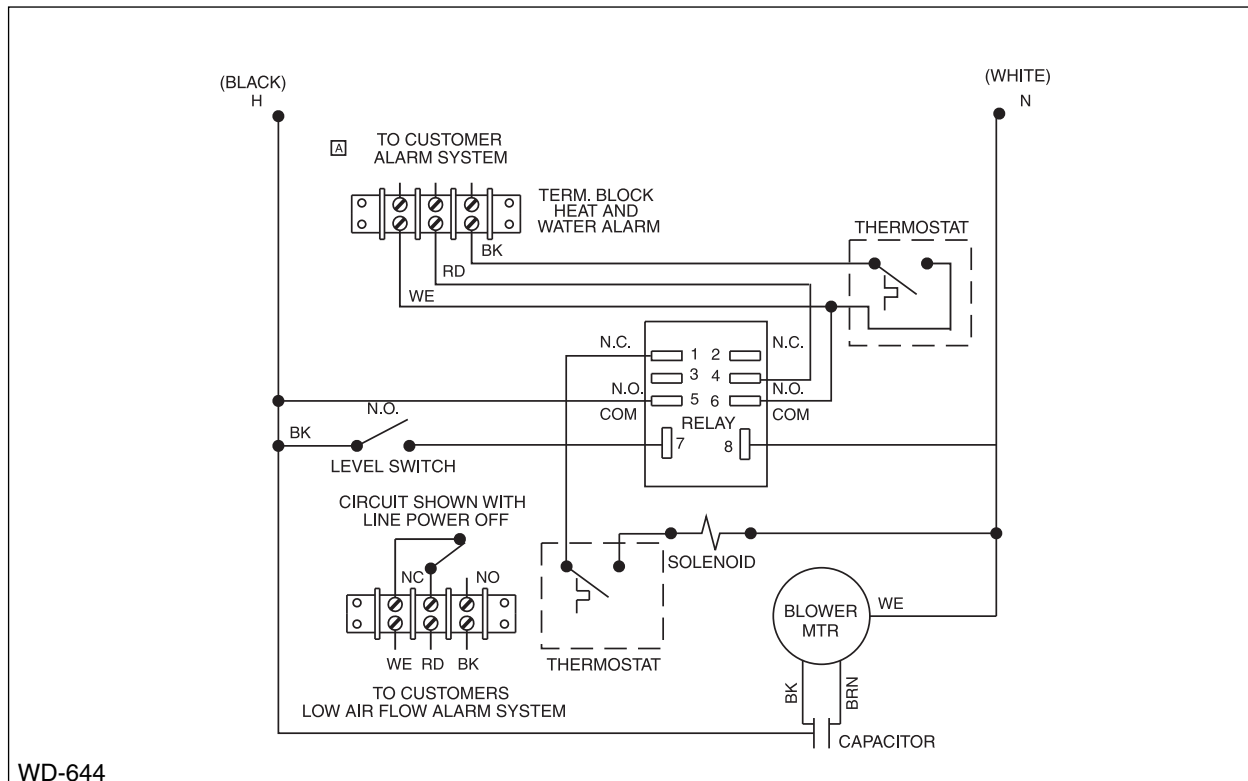 (BLACK)
H
(WHITE)
N
A
TO CUSTOMER
ALARM SYSTEM
TERM. BLOCK
HEAT AND
WATER ALARM
THERMOSTAT
BK
RD
WE
N.C.
1 2
N.C.
3 4
N.O.
N.O.
5 6
COM
COM
RELAY
7
8
N.O.
BK
LEVEL SWITCH
CIRCUIT SHOWN WITH
LINE POWER OFF
NC
NO
WE RD BK
TO CUSTOMERS
LOW AIR FLOW ALARM SYSTEM
THERMOSTAT
SOLENOID
BLOWER
MTR
WE
BK
BRN
CAPACITOR
WD-644